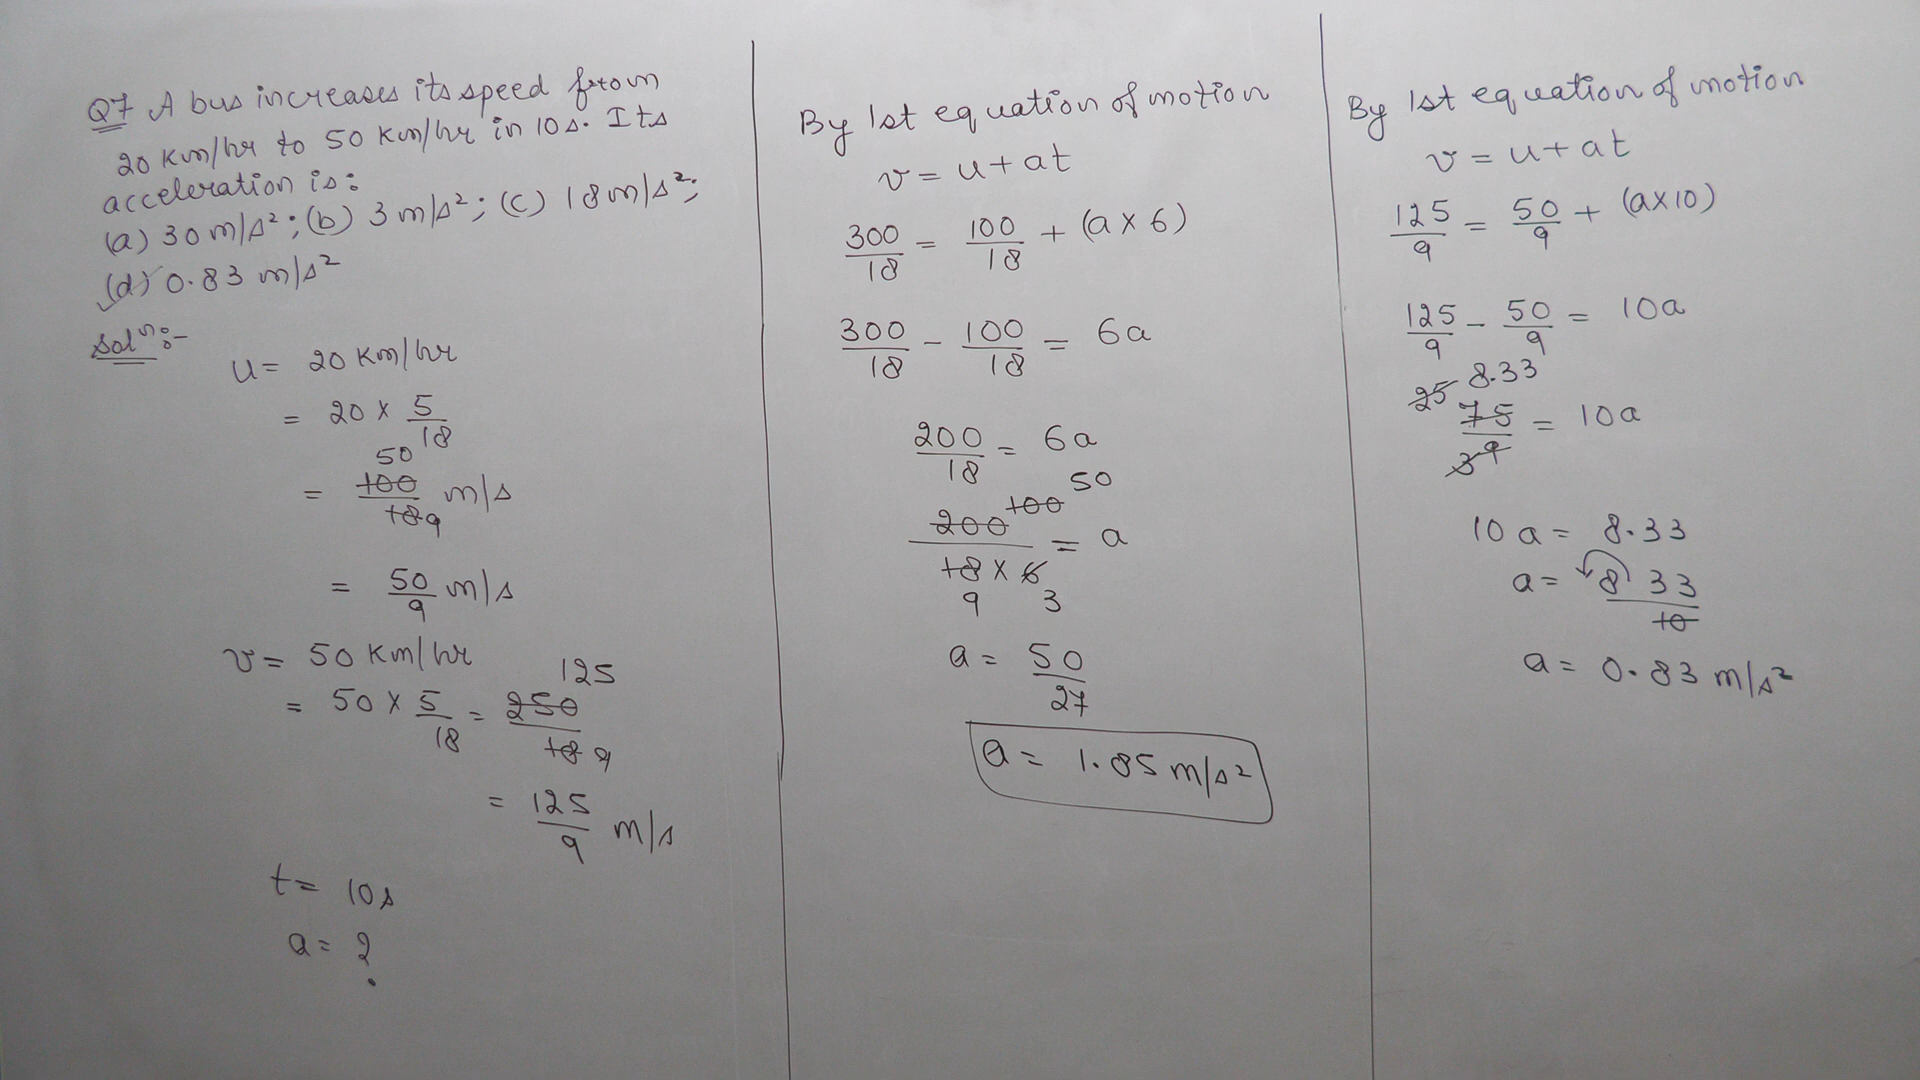 Q7 A bus increases its speed from
20 Km/hr to 50 Km/hr in 10s. Its
acceleration is:
(a) 30 m/s²; (b) 3 m/s²; (c) 18 m/s²;
(d) 0.83 m/s²
Solⁿ:-
u = 20 Km/hr
= 20 × 5/18
50
= 100/18 9 m/s
= 50/9 m/s
v = 50 Km/hr
125
= 50 × 5/18 = 250/18 9
= 125/9 m/s
t = 10s
a = ?
By 1st equation of motion
v = u + at
300/18 = 100/18 + (a × 6)
300/18 - 100/18 = 6a
200/18 = 6a
100 50
200/18 × 6 = a
9 3
a = 50/27
a = 1.85 m/s²
By 1st equation of motion
v = u + at
125/9 = 50/9 + (a×10)
125/9 - 50/9 = 10a
25 8.33
75/9 = 10a
3
10a = 8.33
a = 8 33/10
a = 0.83 m/s²